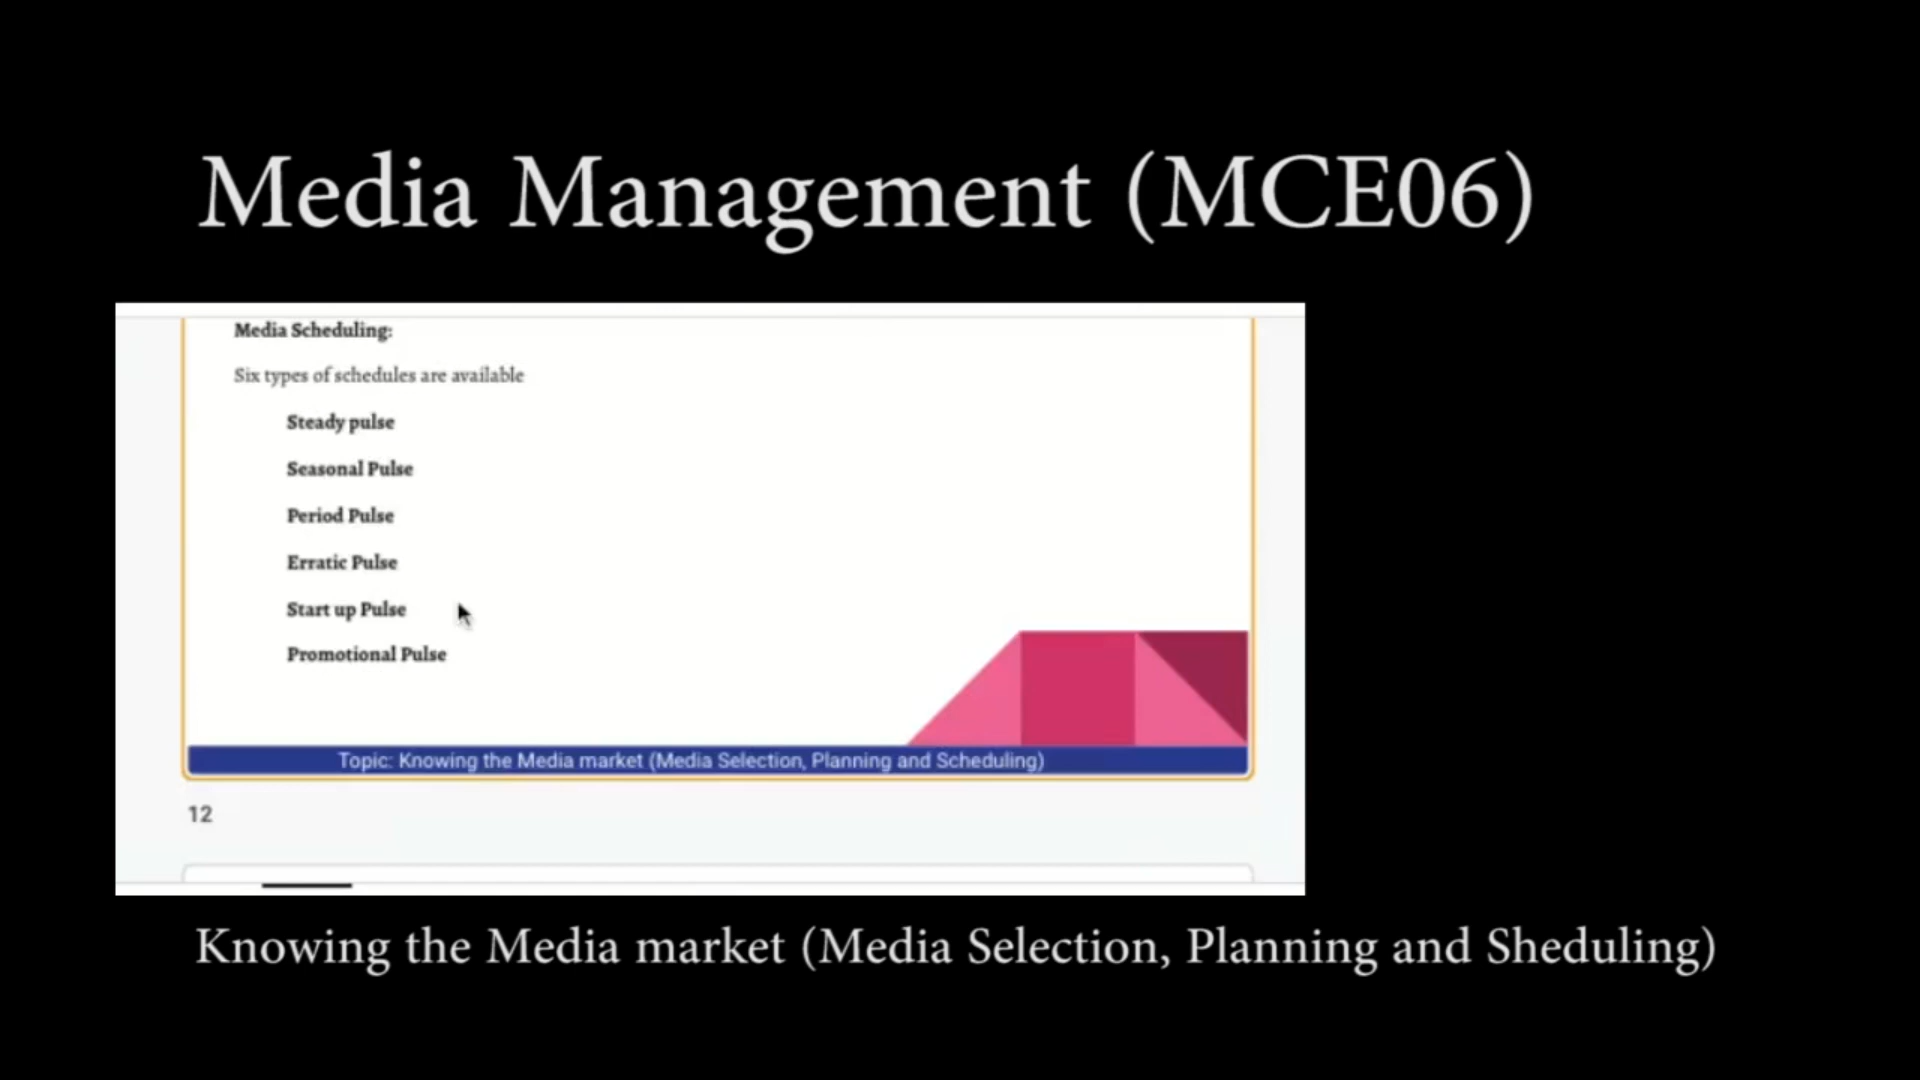 Media Management (MCE06)
Media Scheduling:
Six types of schedules are available
Steady pulse
Seasonal Pulse
Period Pulse
Erratic Pulse
Start up Pulse
Promotional Pulse
Topic: Knowing the Media market (Media Selection, Planning and Scheduling)
12
Knowing the Media market (Media Selection, Planning and Sheduling)